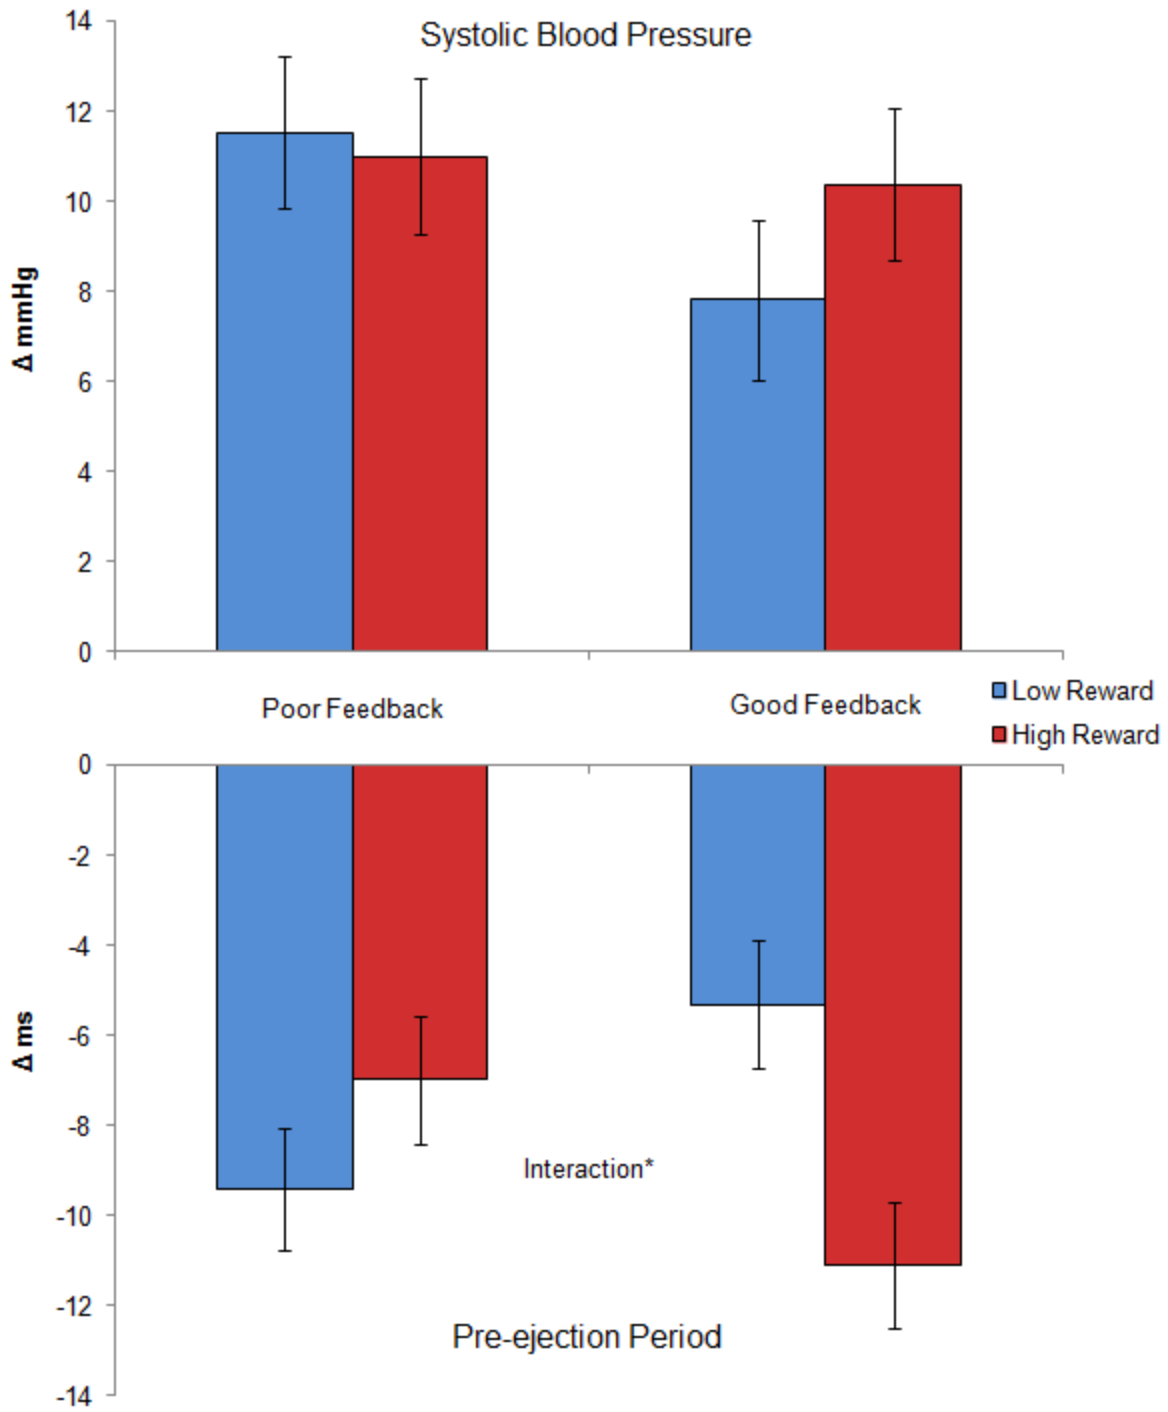 Systolic Blood Pressure
14
12
10
8
6
4
2
0
Δ mmHg
Poor Feedback
Good Feedback
Low Reward
High Reward
0
-2
-4
-6
-8
-10
-12
-14
Δ ms
Interaction*
Pre-ejection Period